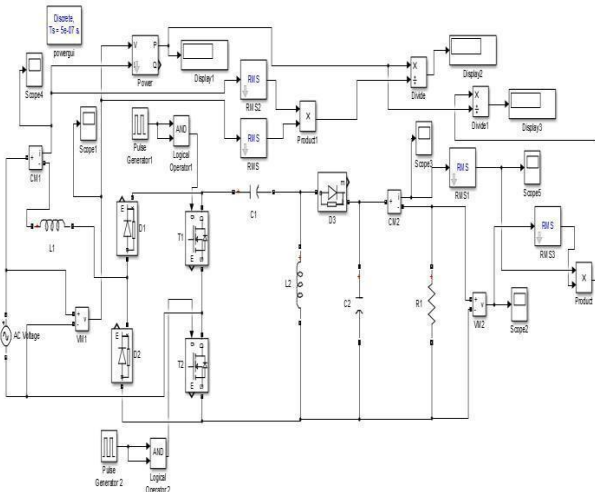 Discrete,
Ts = 5e-07 s
powergui
V
P
I
Q
Power
Display1
Scope4
RMS
RMS2
RMS
RMS
×
Product1
×
÷
Divide
Display2
×
÷
Divide1
Display3
Scope1
Pulse
Generator1
AND
Logical
Operator1
CM1
L1
D1
T1
C1
D3
Scope3
RMS
RMS1
Scope5
RMS
RMS3
×
Product
CM2
L2
C2
R1
VM2
Scope2
AC Voltage
VM1
D2
T2
Pulse
Generator 2
AND
Logical
Operator 2